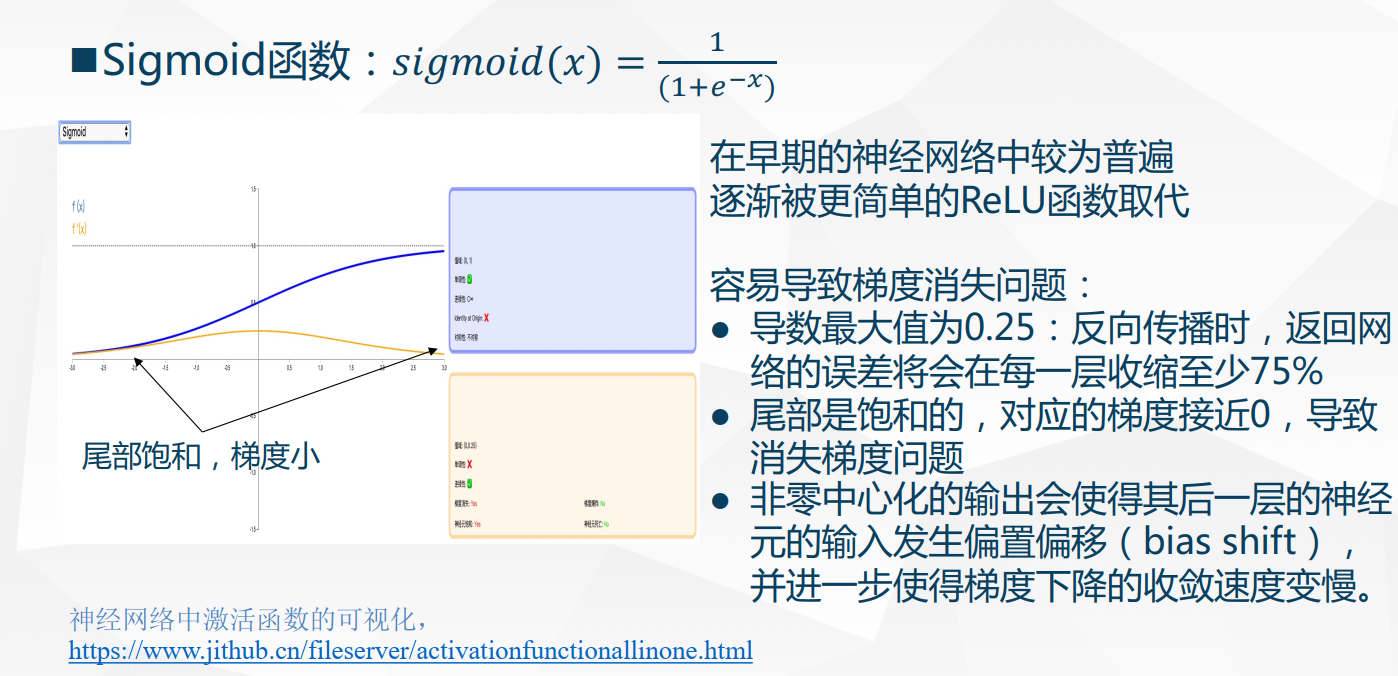 ■Sigmoid函数：sigmoid(x) = 1/(1+e^{-x})
Sigmoid
f (x)
f '(x)
1.5
1.0
0.5
-3.0 -2.5 -2.0 -1.5 -1.0 0.5 1.0 1.5 2.0 2.5 3.0
-0.5
-1.0
-1.5
尾部饱和，梯度小
值域: (0, 1)
单调性: ✓
连续性: C∞
Identity at Origin: ✗
对称性: 不对称
值域: (0,0.25)
单调性: ✗
连续性: ✓
梯度消失: Yes 梯度爆炸: No
神经元饱和: Yes 神经元死亡: No
在早期的神经网络中较为普遍
逐渐被更简单的ReLU函数取代
容易导致梯度消失问题：
● 导数最大值为0.25：反向传播时，返回网
络的误差将会在每一层收缩至少75%
● 尾部是饱和的，对应的梯度接近0，导致
消失梯度问题
● 非零中心化的输出会使得其后一层的神经
元的输入发生偏置偏移（bias shift），
并进一步使得梯度下降的收敛速度变慢。
神经网络中激活函数的可视化，
https://www.jithub.cn/fileserver/activationfunctionallinone.html